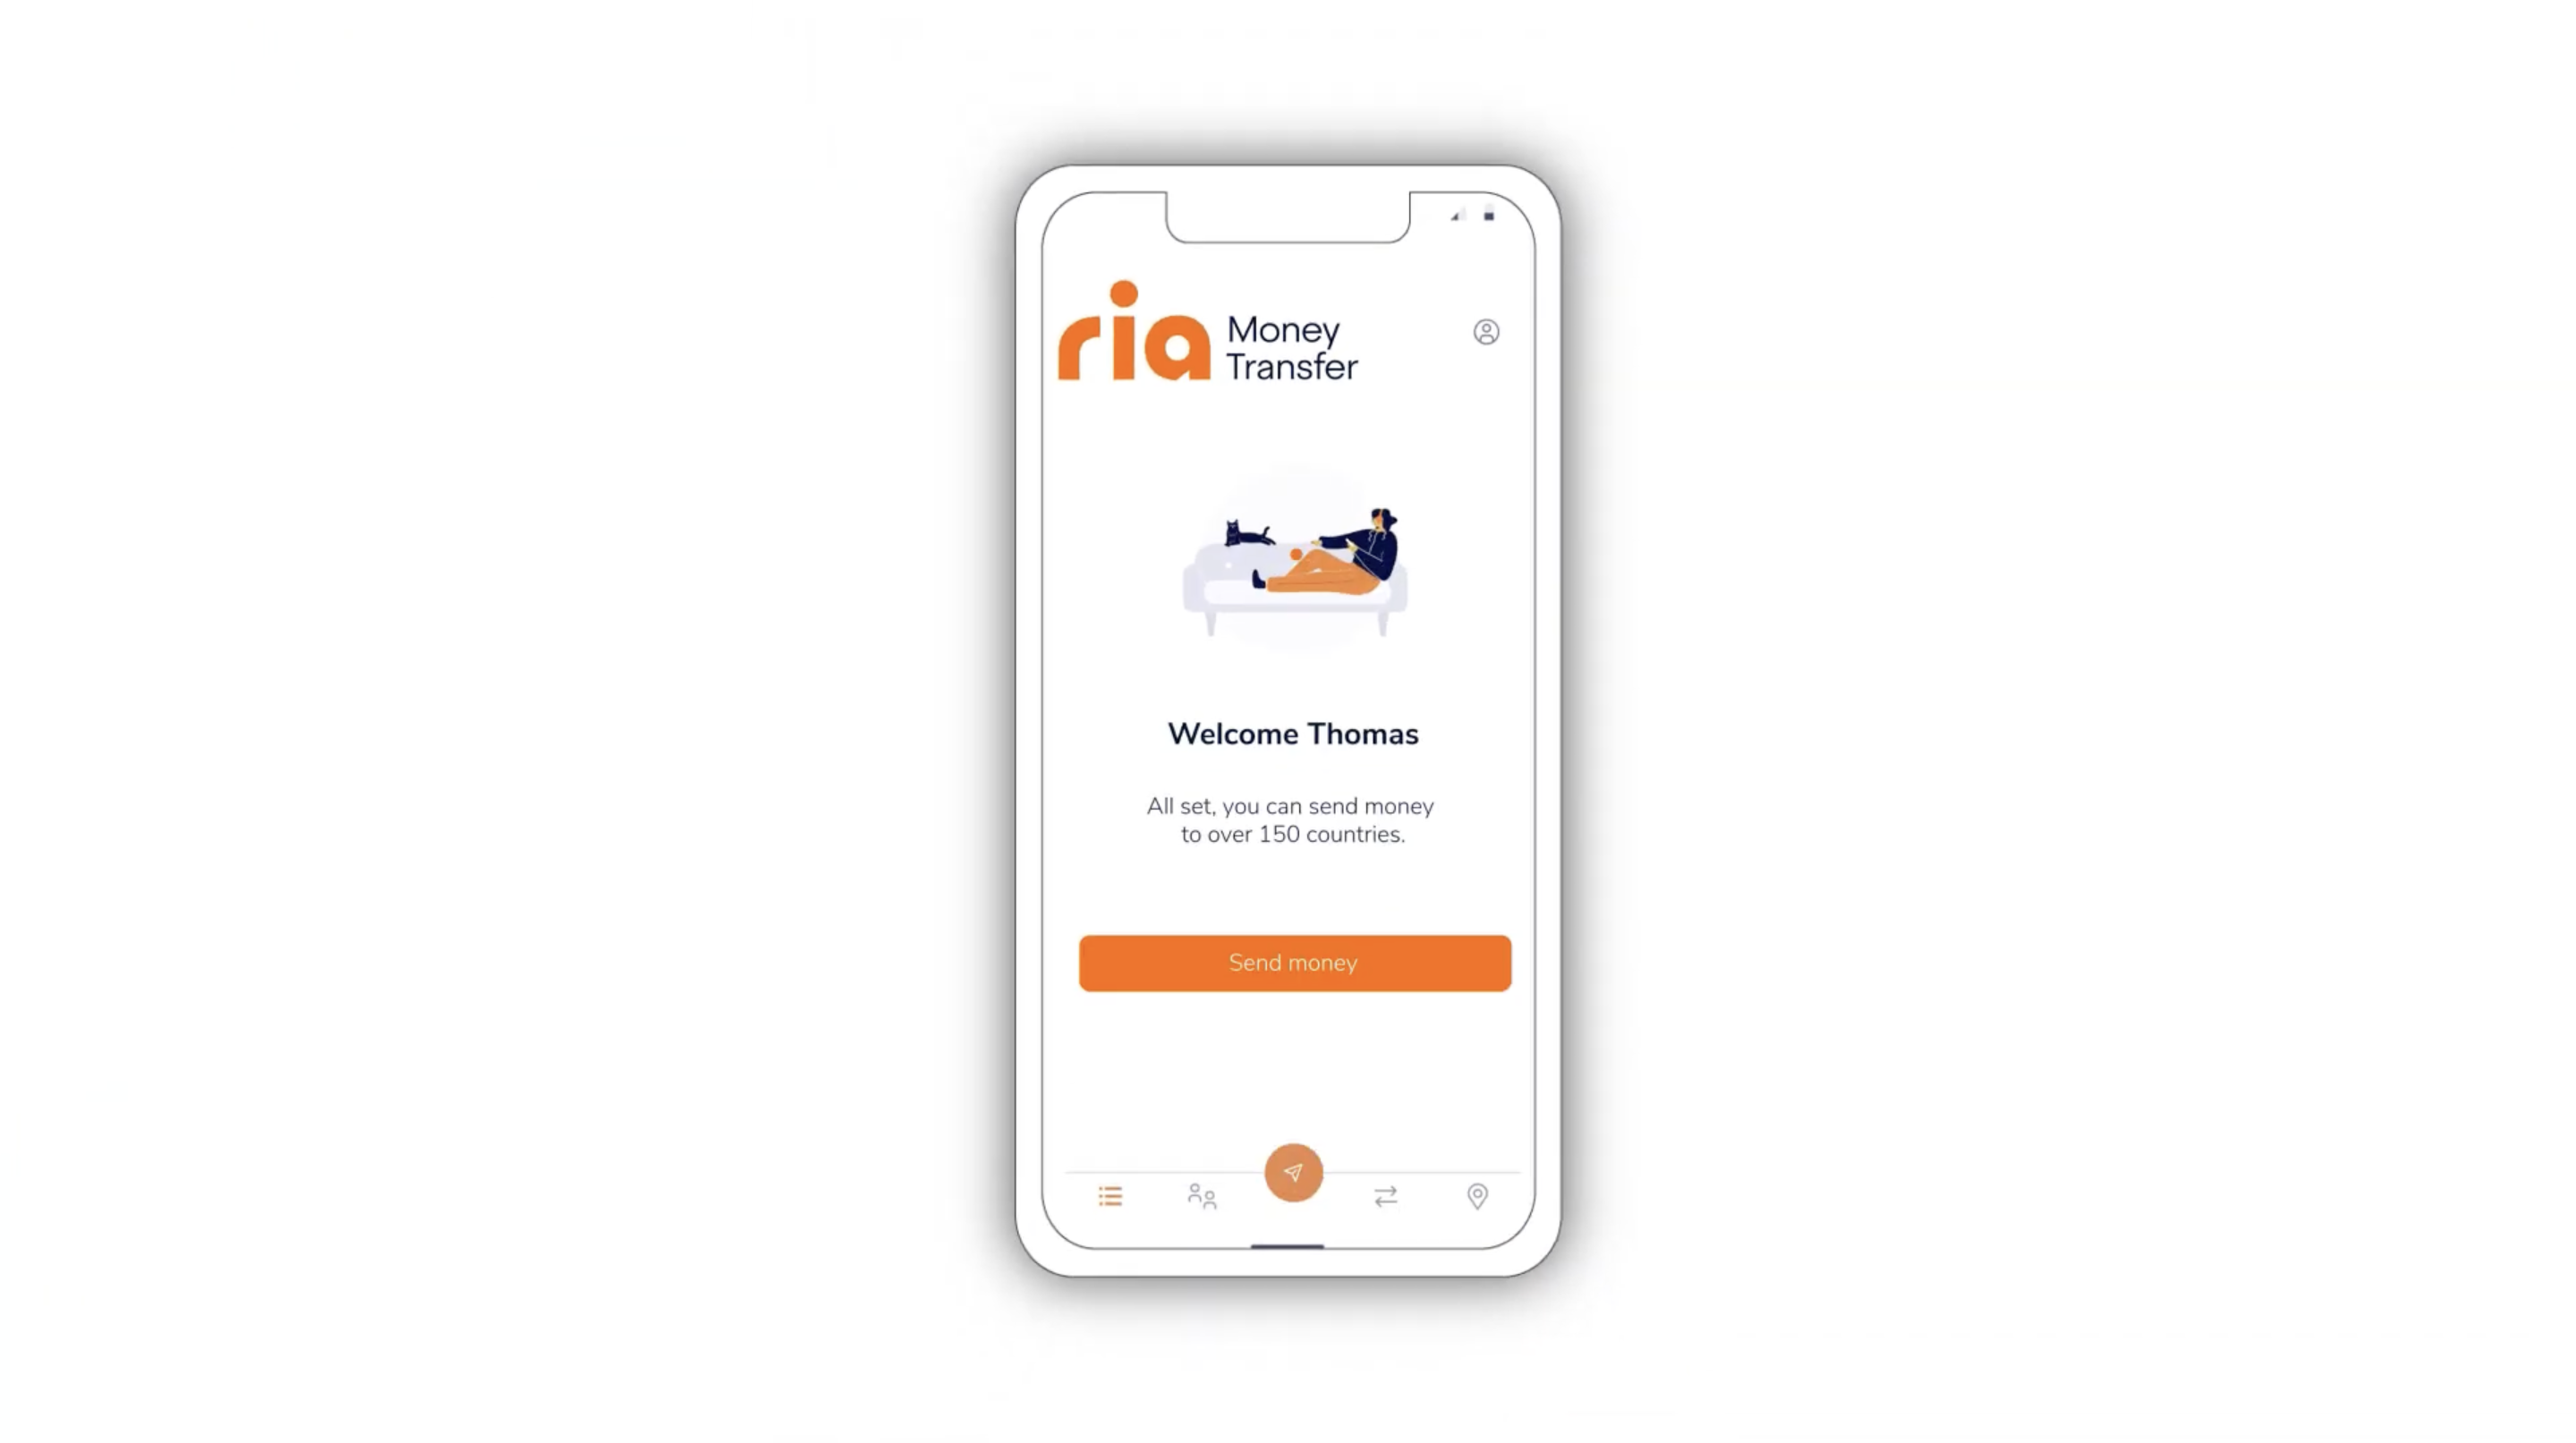 ria Money
Transfer
Welcome Thomas
All set, you can send money
to over 150 countries.
Send money